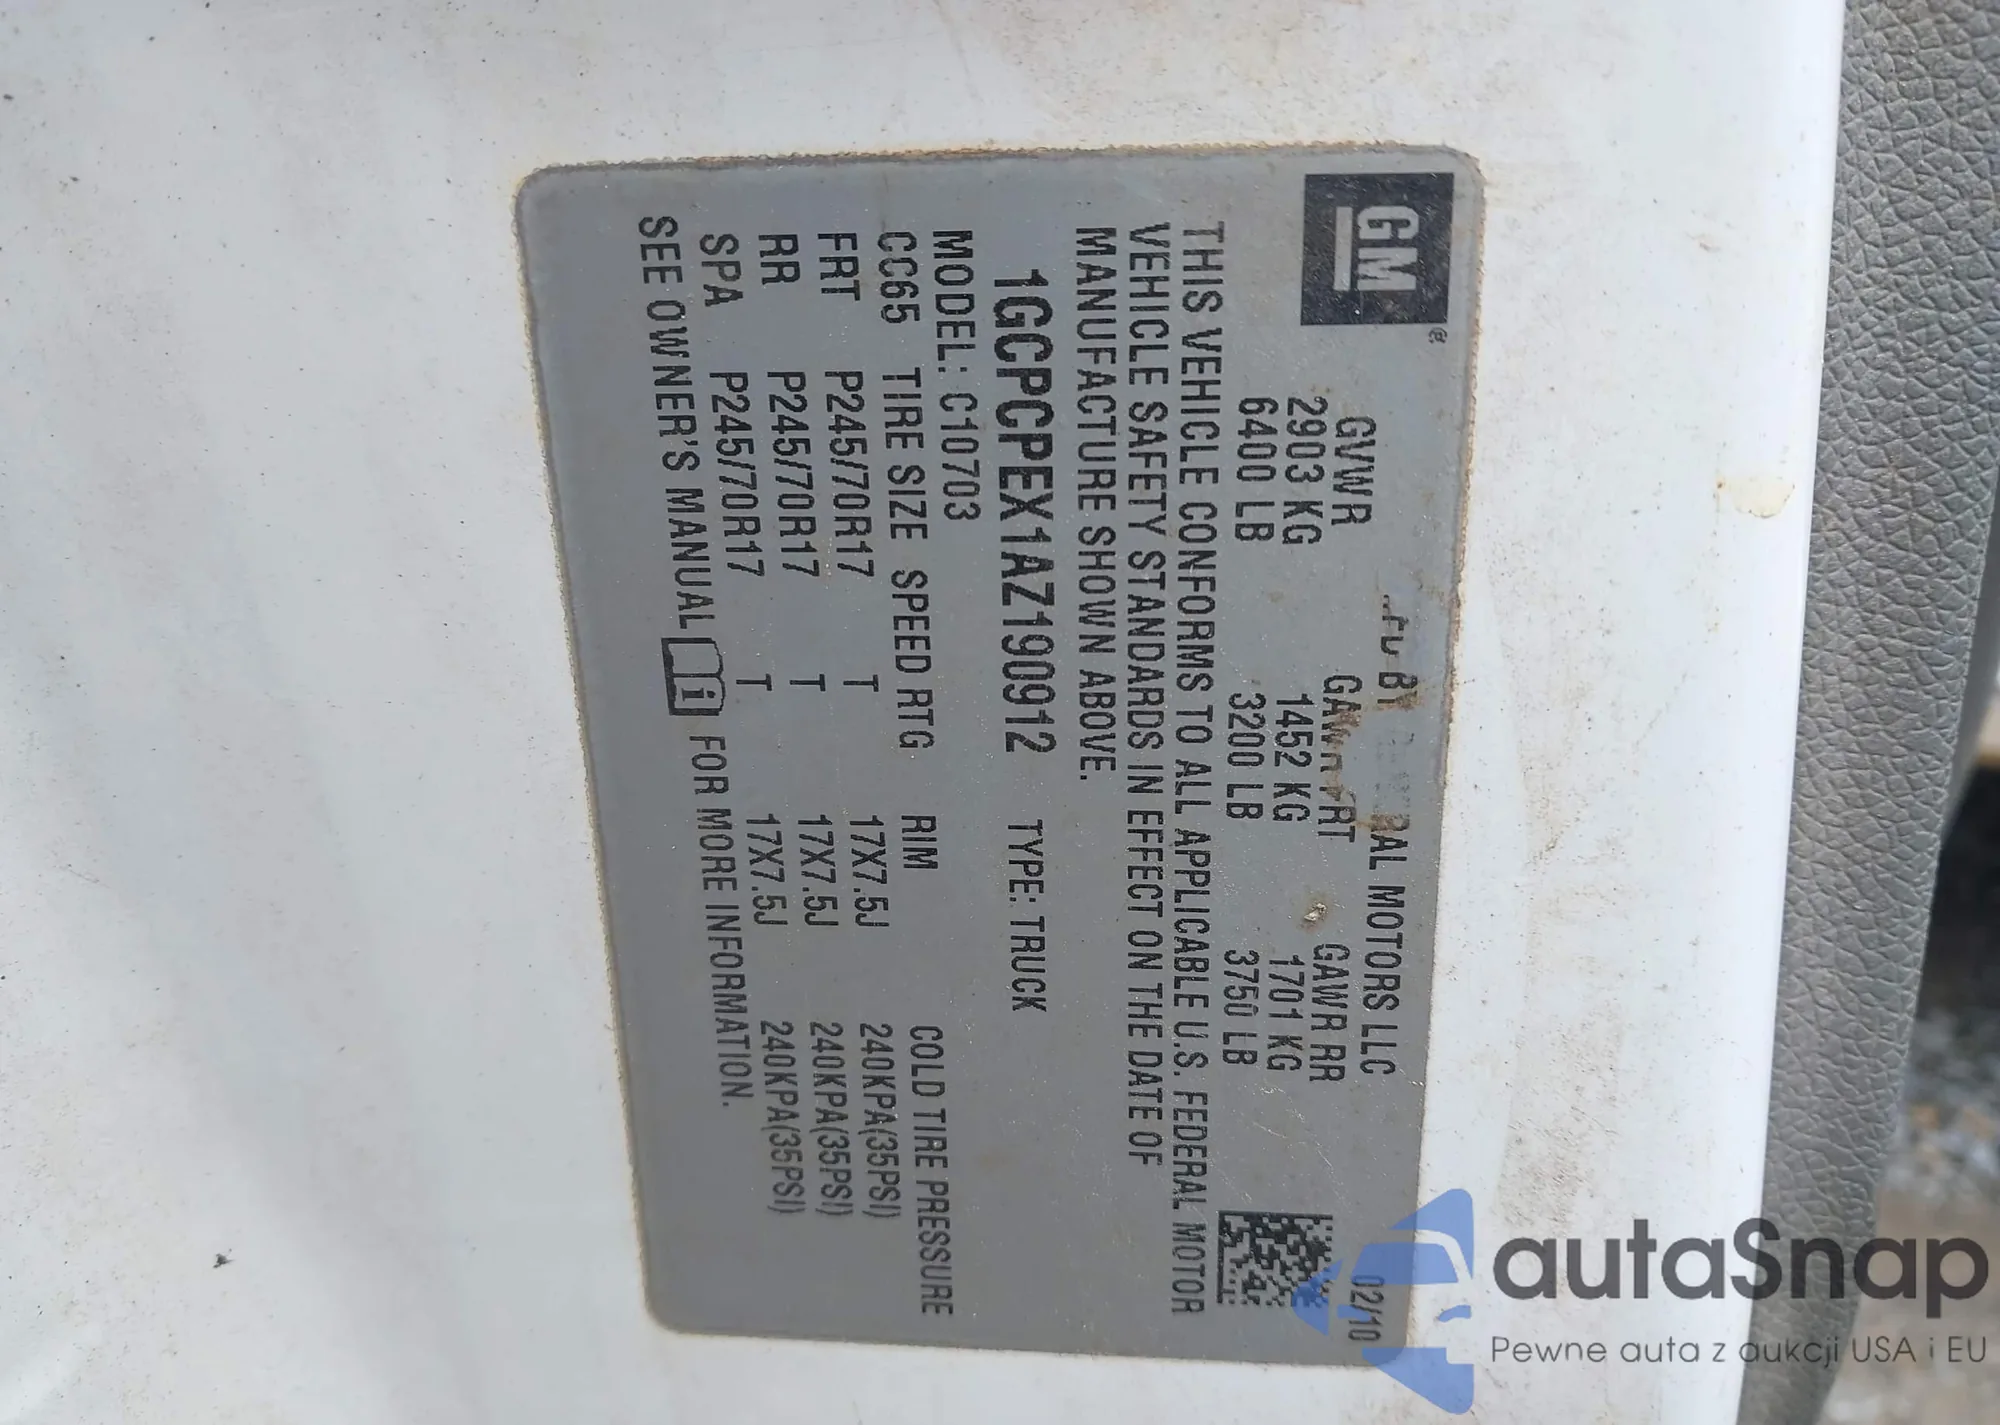 GM®
BY GENERAL MOTORS LLC 02/10
GVWR GAWR FRT GAWR RR
2903 KG 1452 KG 1701 KG
6400 LB 3200 LB 3750 LB
THIS VEHICLE CONFORMS TO ALL APPLICABLE U.S. FEDERAL MOTOR
VEHICLE SAFETY STANDARDS IN EFFECT ON THE DATE OF
MANUFACTURE SHOWN ABOVE.
1GCPCPEX1AZ190912 TYPE: TRUCK
MODEL: C10703
CC65 TIRE SIZE SPEED RTG RIM COLD TIRE PRESSURE
FRT P245/70R17 T 17X7.5J 240KPA(35PSI)
RR P245/70R17 T 17X7.5J 240KPA(35PSI)
SPA P245/70R17 T 17X7.5J 240KPA(35PSI)
SEE OWNER'S MANUAL i FOR MORE INFORMATION.
autaSnap
Pewne auta z aukcji USA i EU